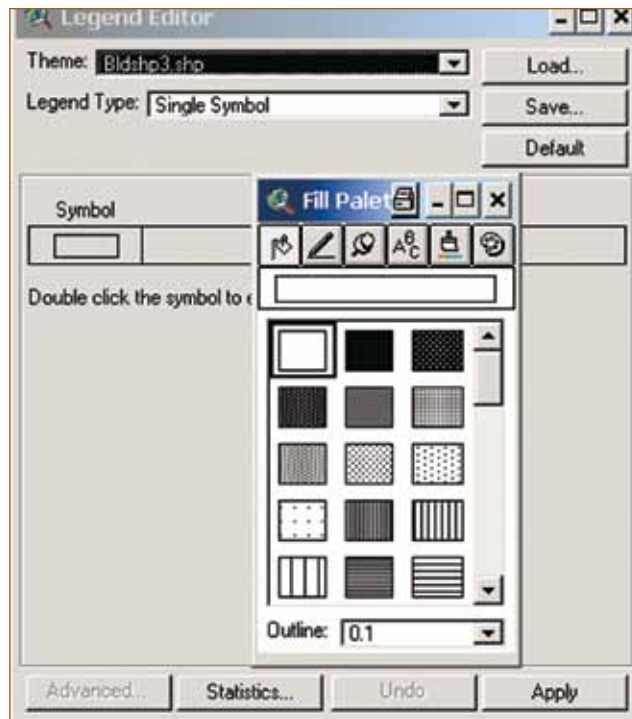 Legend Editor
Theme: Bldshp3.shp
Load...
Legend Type: Single Symbol
Save...
Default
Symbol
Fill Palet
ABC
Double click the symbol to e
Outline: 0.1
Advanced...
Statistics...
Undo
Apply